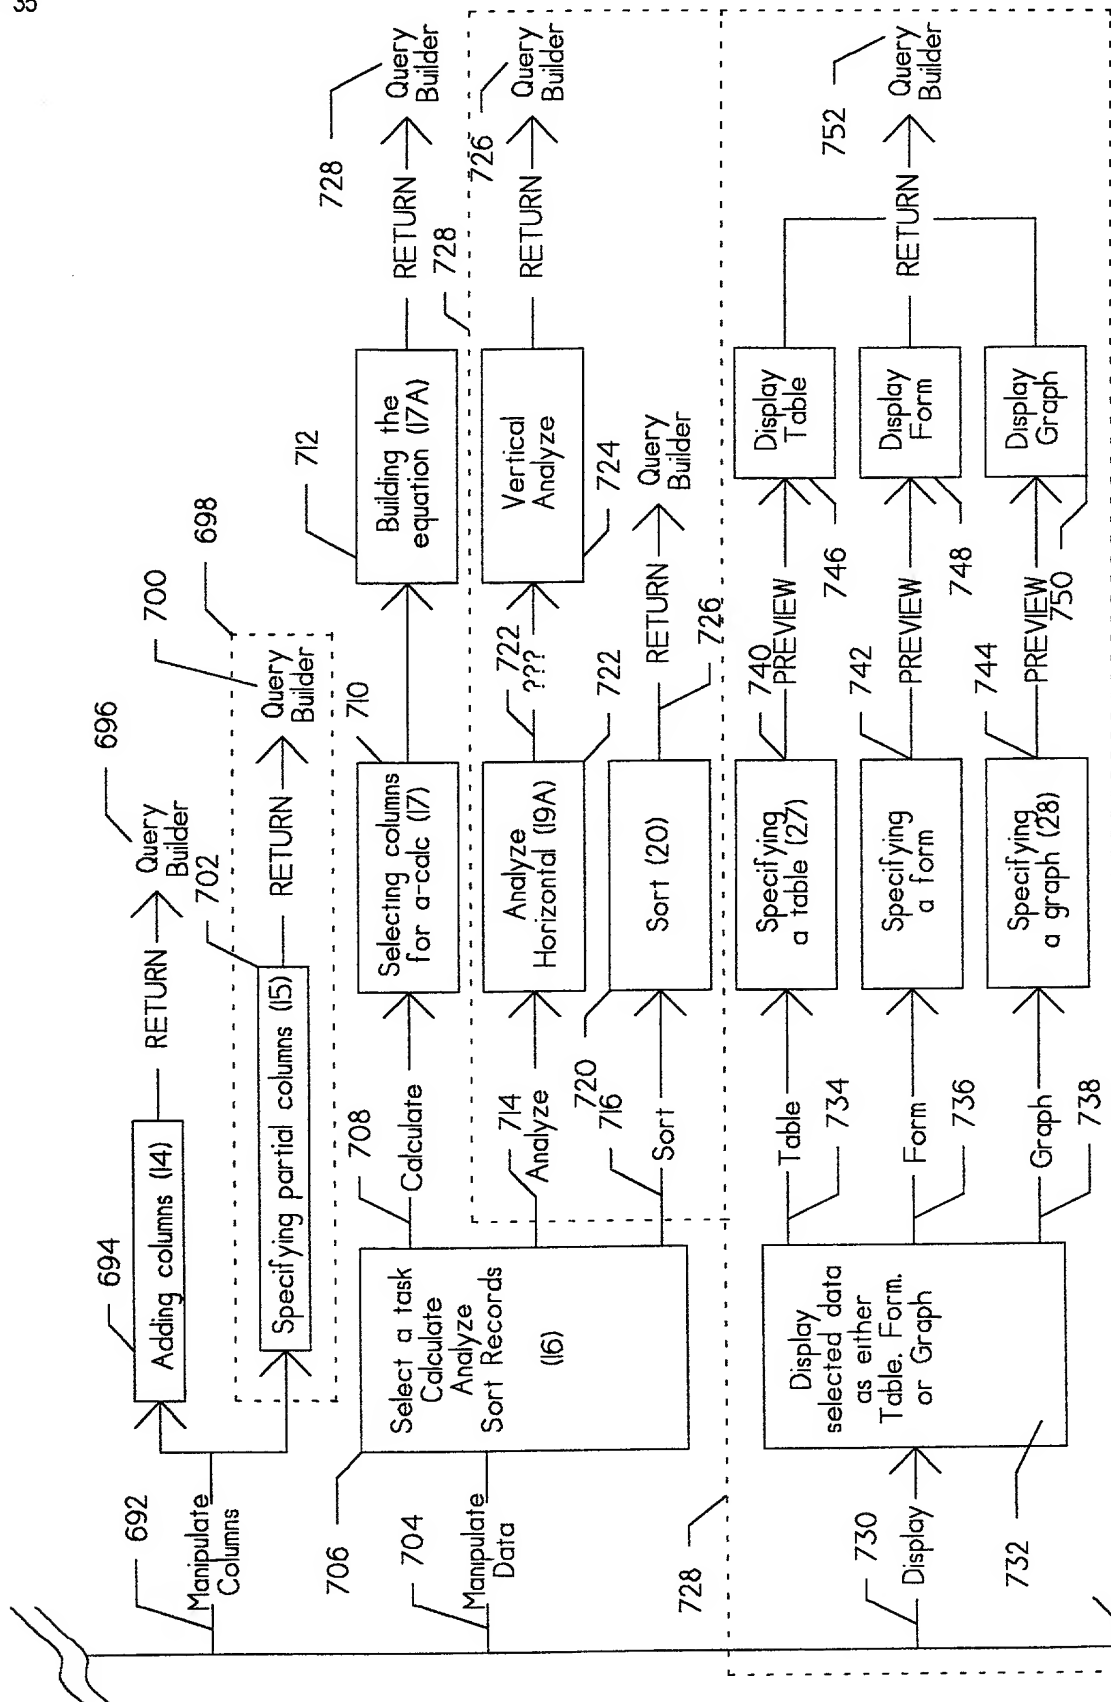 35
696
Query
Builder
694
Adding columns (14)
RETURN
692
Manipulate
Columns
702
Specifying partial columns (15)
RETURN
Query
Builder
700
698
706
Select a task
Calculate
Analyze
Sort Records
(16)
704
Manipulate
Data
708
Calculate
710
Selecting columns
for a-calc (17)
712
Building the
equation (17A)
RETURN
728
Query
Builder
728
714
Analyze
Analyze
Horizontal (19A)
722
???
722
Vertical
Analyze
724
RETURN
726
Query
Builder
716
Sort
720
Sort (20)
RETURN
726
Query
Builder
728
730
Display
732
Display
selected data
as either
Table. Form.
or Graph
Table
734
Specifying
a table (27)
740
PREVIEW
746
Display
Table
Form
736
Specifying
a form
742
PREVIEW
748
Display
Form
RETURN
752
Query
Builder
Graph
738
Specifying
a graph (28)
744
PREVIEW
750
Display
Graph